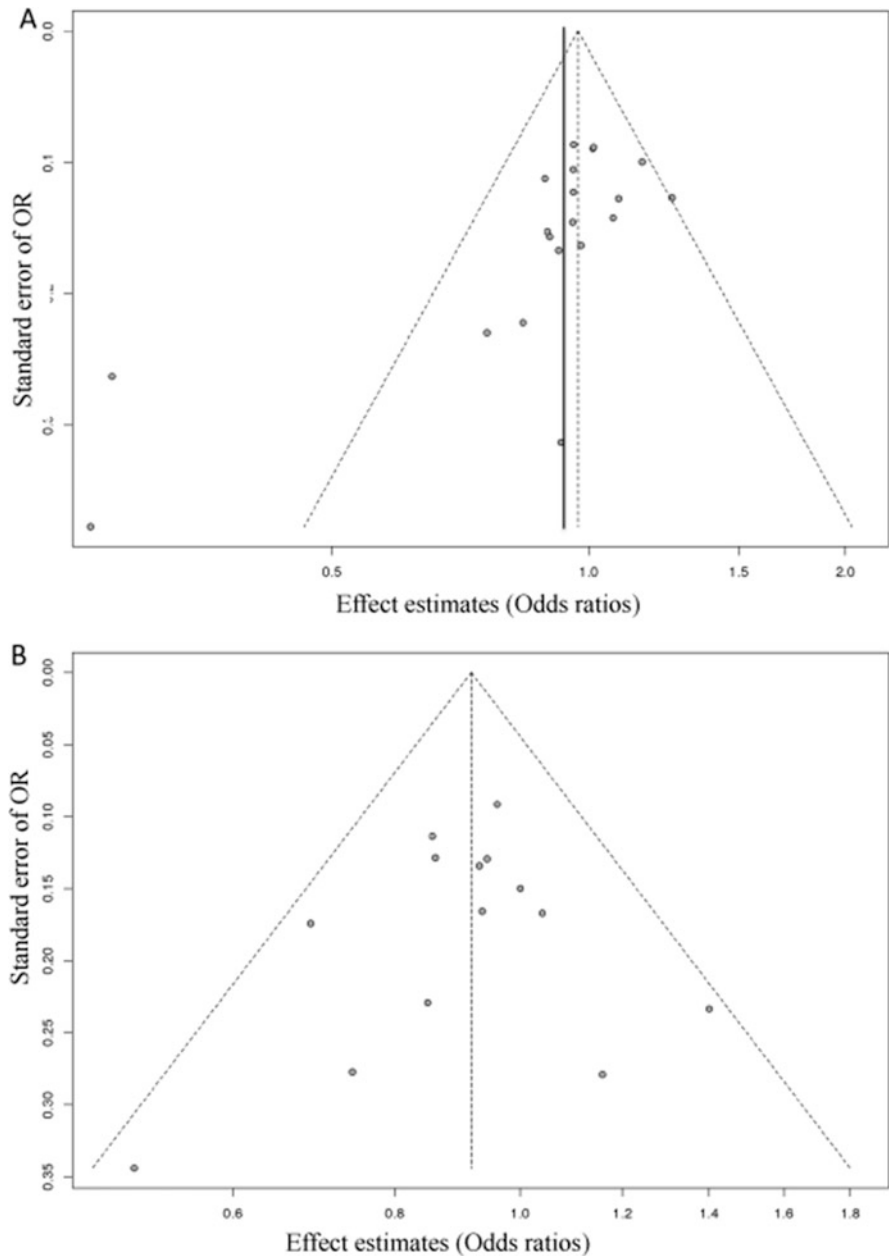 A
0.0
0.1
Standard error of OR
0.5 1.0 1.5 2.0
Effect estimates (Odds ratios)
B
0.00
0.05
0.10
0.15
0.20
0.25
0.30
0.35
Standard error of OR
0.6 0.8 1.0 1.2 1.4 1.6 1.8
Effect estimates (Odds ratios)